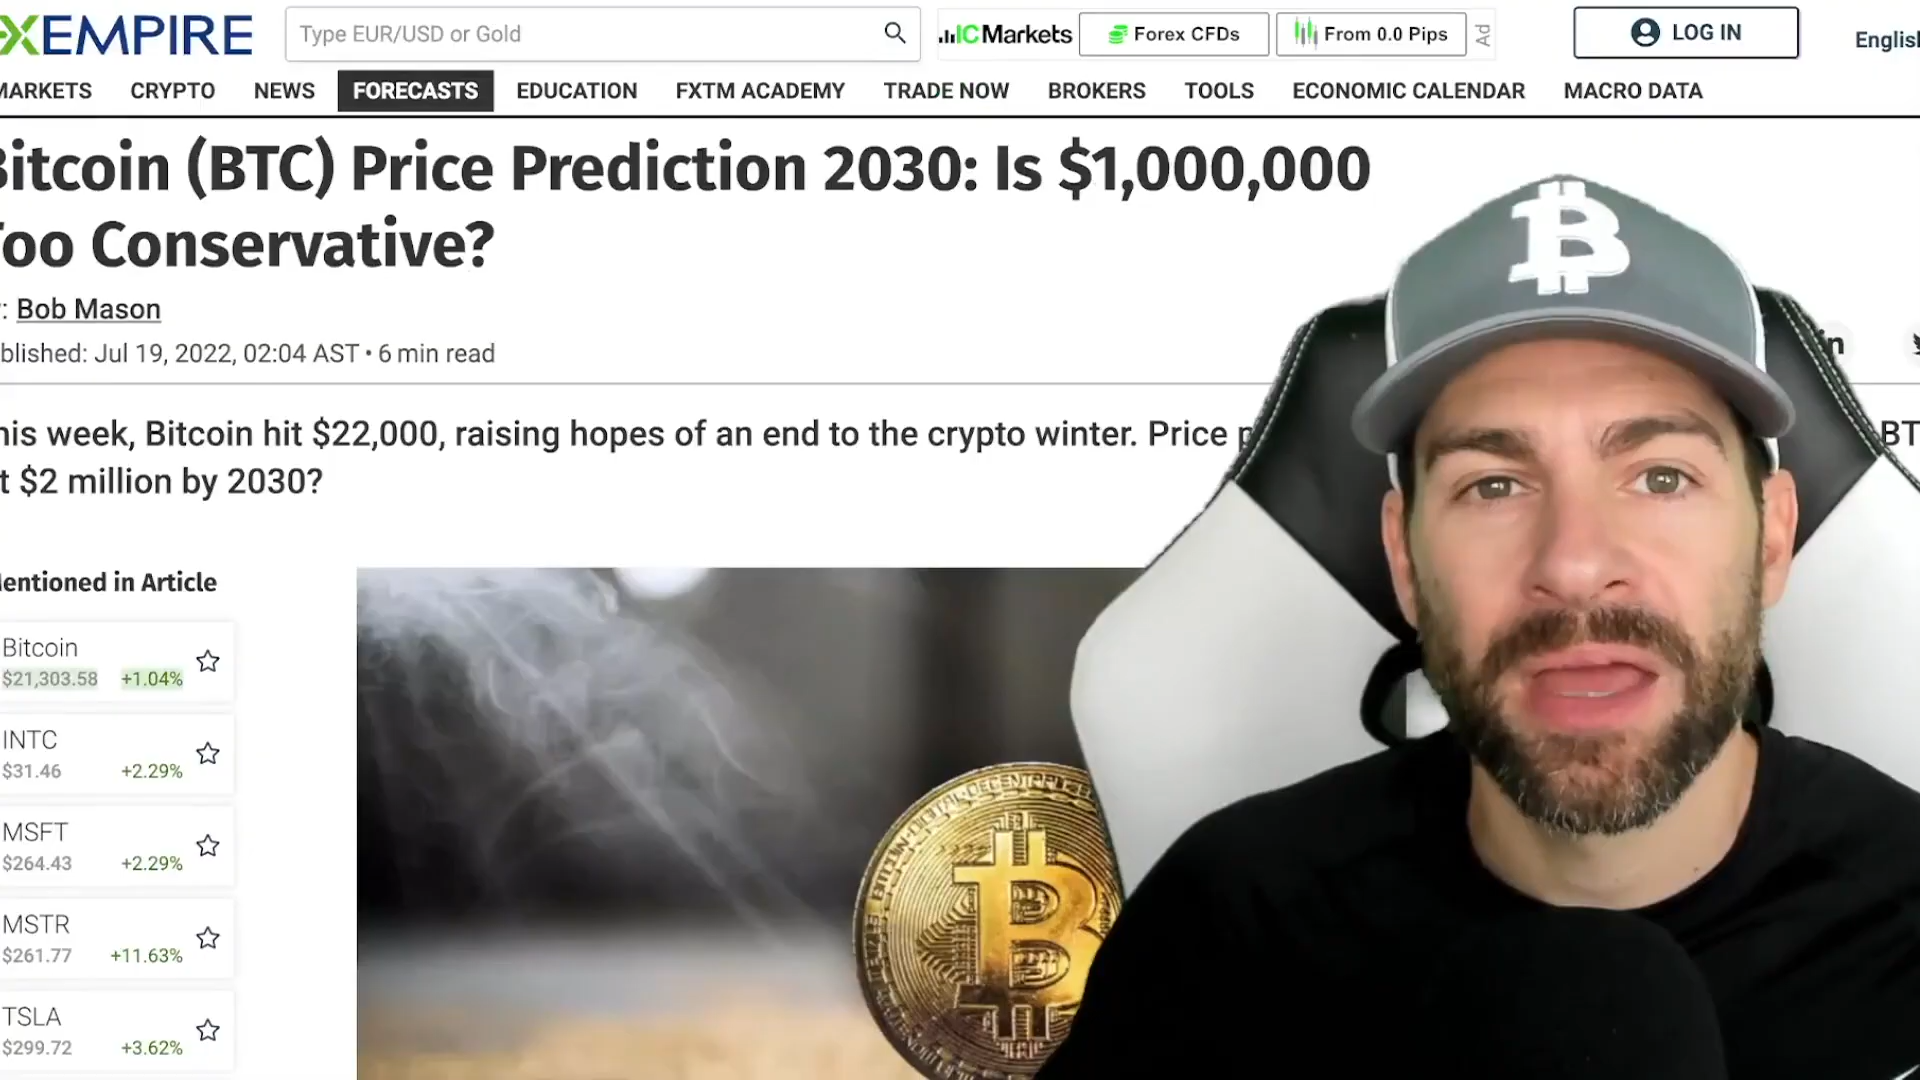 XEMPIRE
Type EUR/USD or Gold
ICMarkets
Forex CFDs
From 0.0 Pips
Ad
LOG IN
English
MARKETS CRYPTO NEWS FORECASTS EDUCATION FXTM ACADEMY TRADE NOW BROKERS TOOLS ECONOMIC CALENDAR MACRO DATA
Bitcoin (BTC) Price Prediction 2030: Is $1,000,000
Too Conservative?
: Bob Mason
blished: Jul 19, 2022, 02:04 AST • 6 min read
in
his week, Bitcoin hit $22,000, raising hopes of an end to the crypto winter. Price p BT
t $2 million by 2030?
Mentioned in Article
Bitcoin
$21,303.58 +1.04%
INTC
$31.46 +2.29%
MSFT
$264.43 +2.29%
MSTR
$261.77 +11.63%
TSLA
$299.72 +3.62%